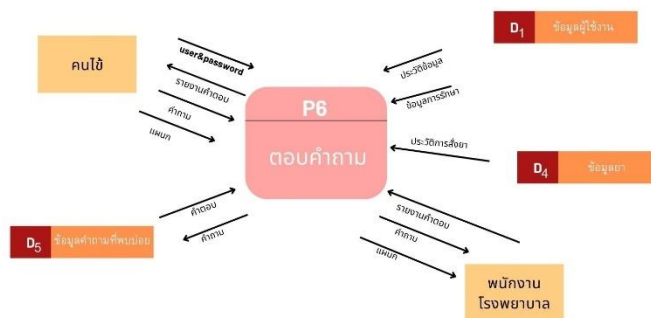 D1 ข้อมูลผู้ใช้งาน
คนไข้
user&password
รายงานคำตอบ
คำถาม
แผนก
ประวัติข้อมูล
ข้อมูลการรักษา
P6
ตอบคำถาม
ประวัติการสั่งยา
D4 ข้อมูลยา
D5 ข้อมูลคำถามที่พบบ่อย
คำตอบ
คำถาม
รายงานคำตอบ
คำถาม
แผนก
พนักงาน
โรงพยาบาล